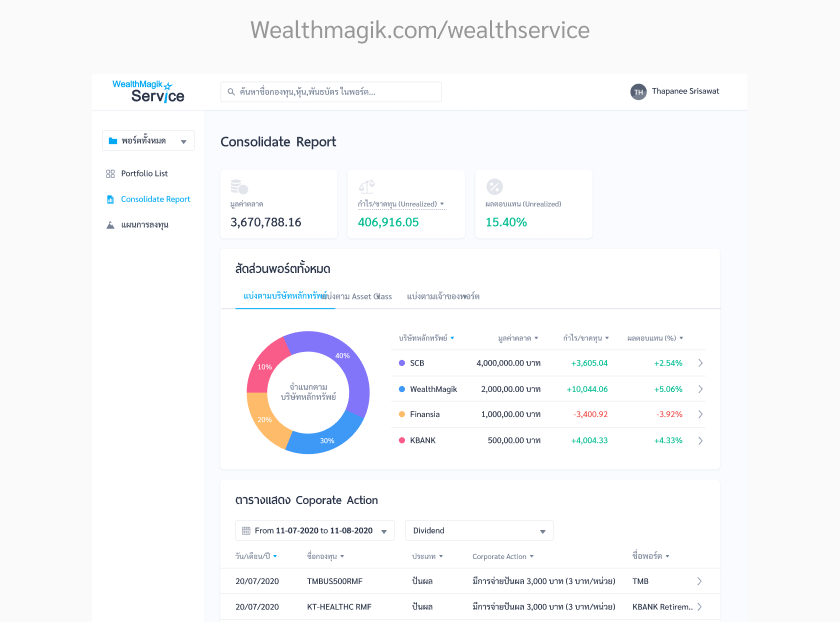 Wealthmagik.com/wealthservice
WealthMagik
Service
ค้นหาชื่อกองทุน,หุ้น,พันธบัตร ในพอร์ต...
TH
Thapanee Srisawat
พอร์ตทั้งหมด
Portfolio List
Consolidate Report
แผนการลงทุน
Consolidate Report
มูลค่าตลาด
3,670,788.16
กำไร/ขาดทุน (Unrealized)
406,916.05
ผลตอบแทน (Unrealized)
15.40%
สัดส่วนพอร์ตทั้งหมด
แบ่งตามบริษัทหลักทรัพย์ แบ่งตาม Asset Class แบ่งตามเจ้าของพอร์ต
40%
30%
20%
10%
จำแนกตาม
บริษัทหลักทรัพย์
บริษัทหลักทรัพย์ มูลค่าตลาด กำไร/ขาดทุน ผลตอบแทน (%)
SCB 4,000,000.00 บาท +3,605.04 +2.54%
WealthMagik 2,000,00.00 บาท +10,044.06 +5.06%
Finansia 1,000,00.00 บาท -3,400.92 -3.92%
KBANK 500,00.00 บาท +4,004.33 +4.33%
ตารางแสดง Coporate Action
From 11-07-2020 to 11-08-2020
Dividend
วัน/เดือน/ปี ชื่อกองทุน ประเภท Corporate Action ชื่อพอร์ต
20/07/2020 TMBUS500RMF ปันผล มีการจ่ายปันผล 3,000 บาท (3 บาท/หน่วย) TMB
20/07/2020 KT-HEALTHC RMF ปันผล มีการจ่ายปันผล 3,000 บาท (3 บาท/หน่วย) KBANK Retirem..